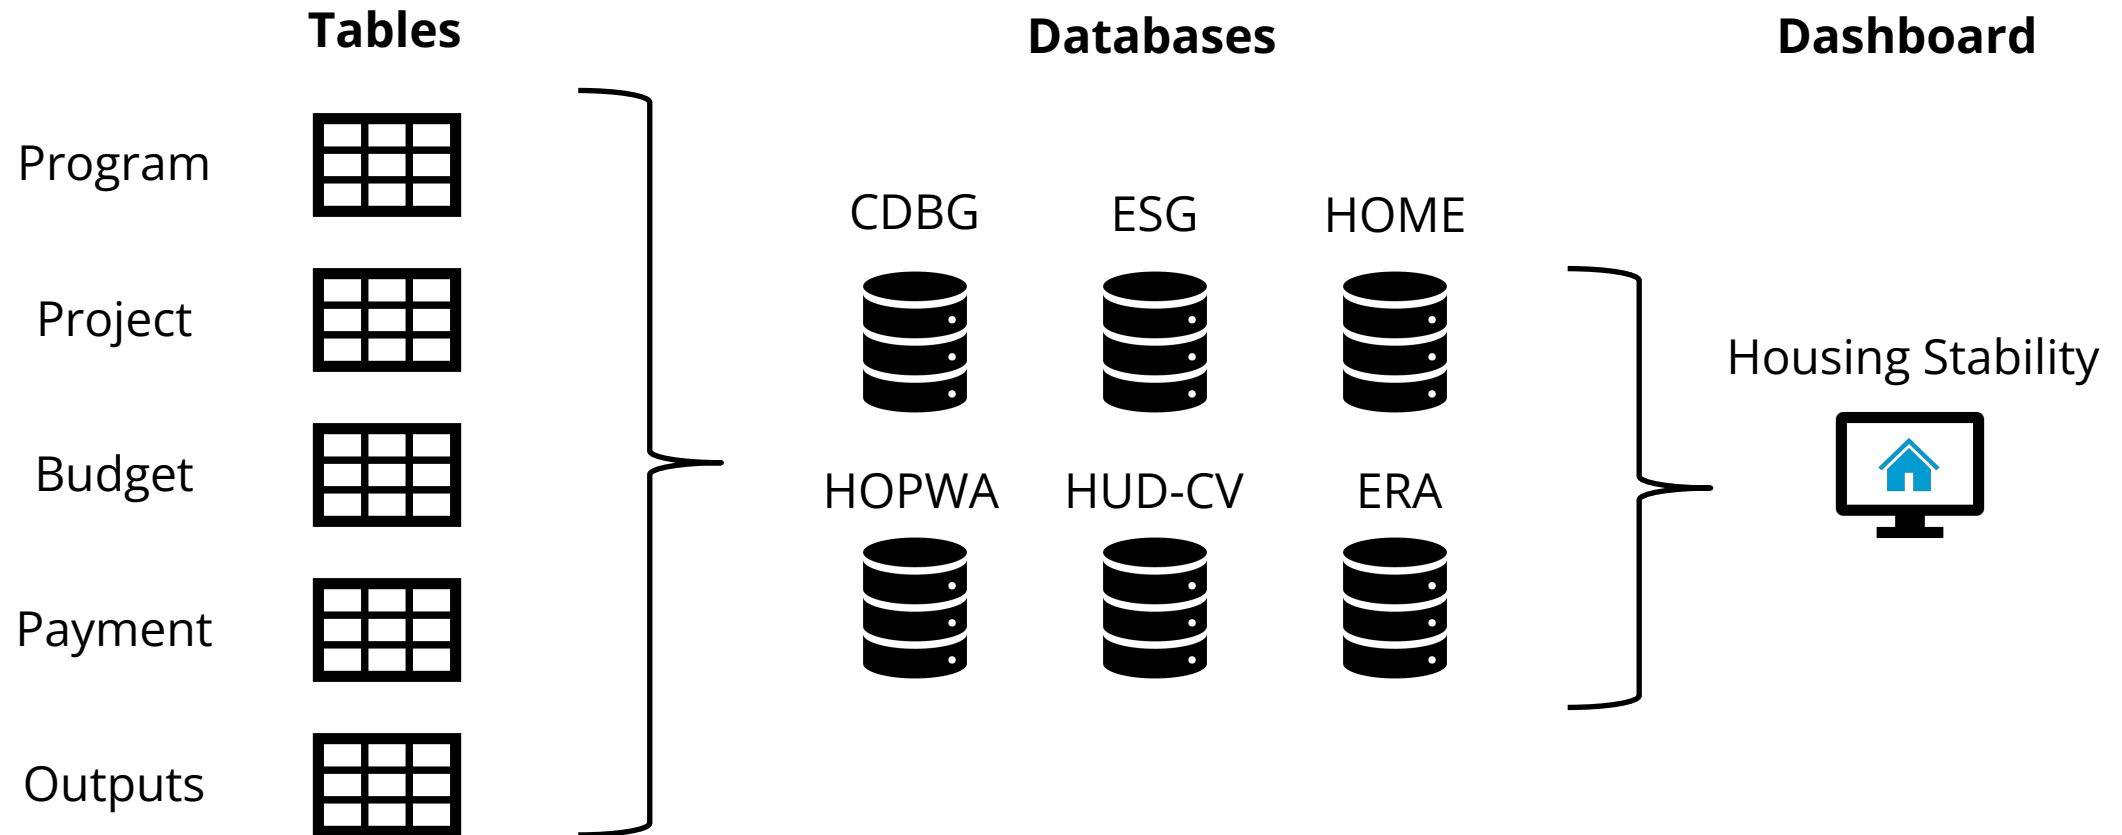 Tables
Databases
Dashboard
Program
Project
Budget
Payment
Outputs
CDBG
ESG
HOME
HOPWA
HUD-CV
ERA
Housing Stability